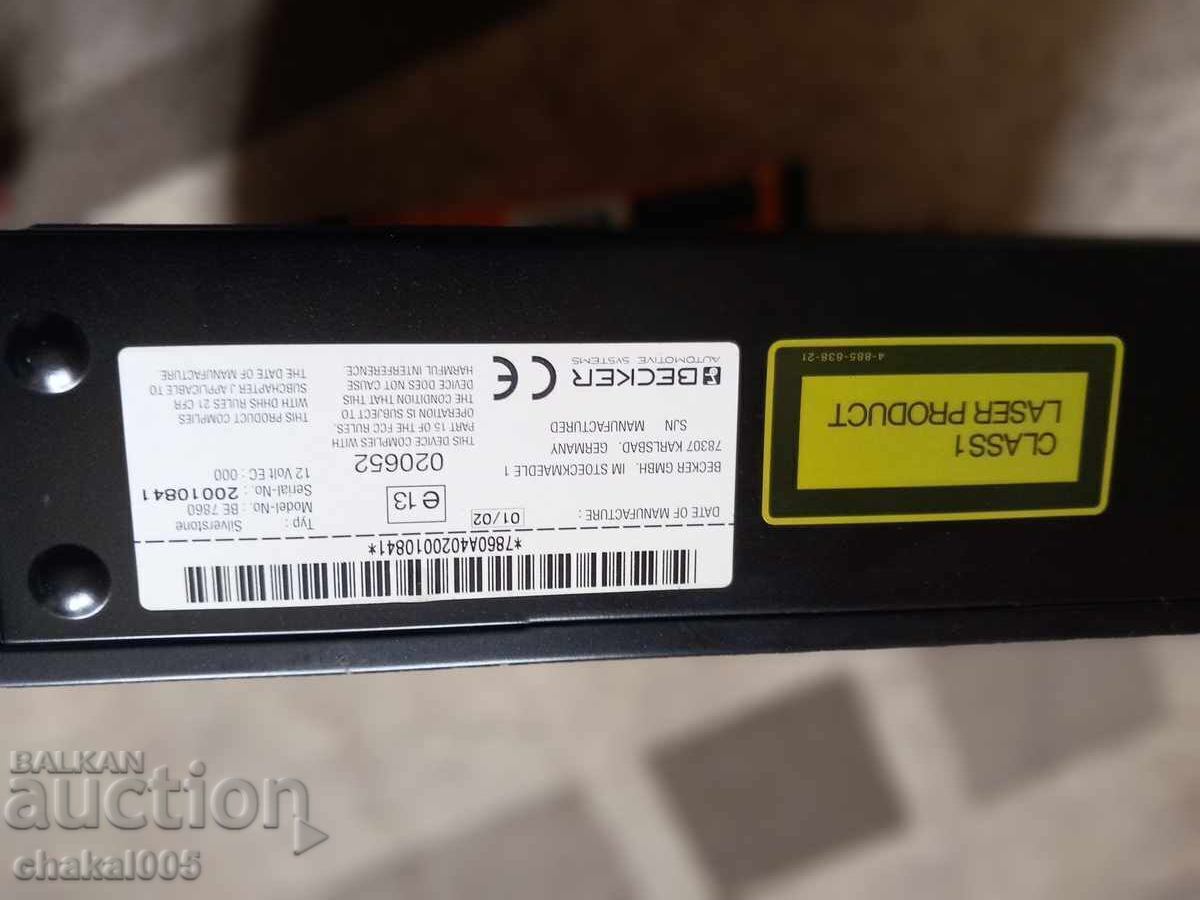 *7860A4020010841*
DATE OF MANUFACTURE : 01/02
BECKER GMBH. IM STOECKMAEDLE 1
78307 KARLSBAD. GERMANY
SJN MANUFACTURED
BECKER
AUTOMOTIVE SYSTEMS
CE
e13
020652
THIS DEVICE COMPLIES WITH
PART 15 OF THE FCC RULES.
OPERATION IS SUBJECT TO
THE CONDITION THAT THIS
DEVICE DOES NOT CAUSE
HARMFUL INTERFERENCE.
Typ : Silverstone
Model-No.: BE 7860
Serial-No.: 20010841
12 Volt EC : 000
THIS PRODUCT COMPLIES
WITH DHHS RULES 21 CFR
SUBCHAPTER J APPLICABLE TO
THE DATE OF MANUFACTURE.
CLASS1
LASER PRODUCT
4-885-838-21
BALKAN
auction
chakal005